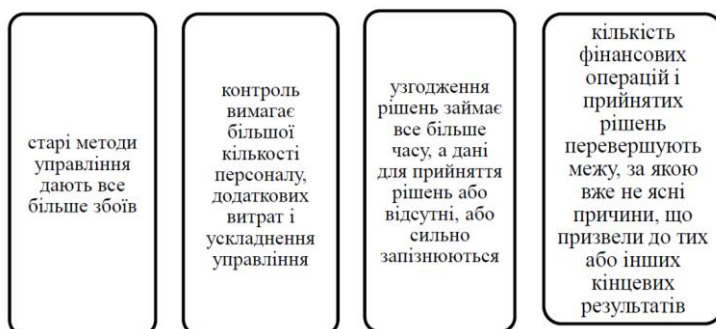 старі методи
управління
дають все
більше збоїв
контроль
вимагає
більшої
кількості
персоналу,
додаткових
витрат і
ускладнення
управління
узгодження
рішень займає
все більше
часу, а дані
для прийняття
рішень або
відсутні, або
сильно
запізнюються
кількість
фінансових
операцій і
прийнятих
рішень
перевершують
межу, за якою
вже не ясні
причини, що
призвели до тих
або інших
кінцевих
результатів